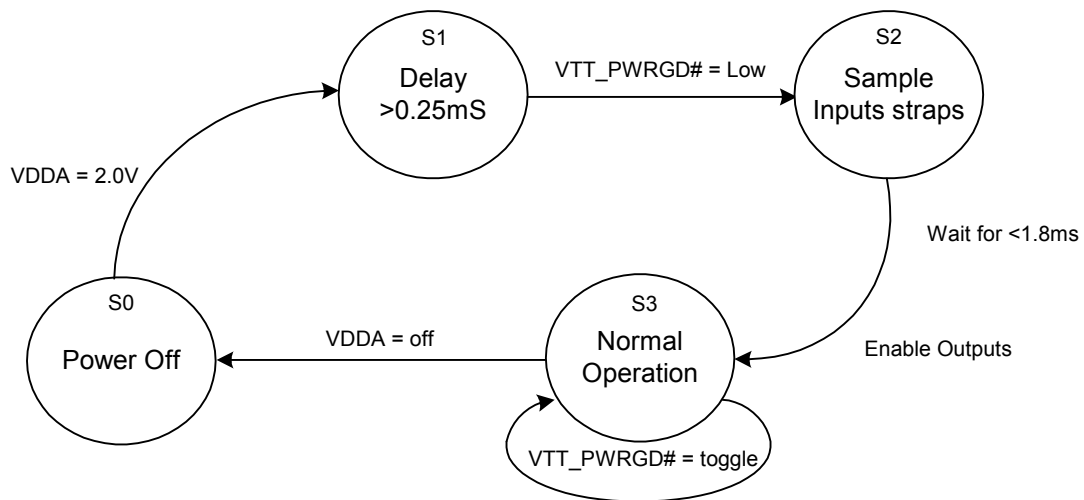 S1
Delay
>0.25mS
VTT_PWRGD# = Low
S2
Sample
Inputs straps
VDDA = 2.0V
Wait for <1.8ms
S0
Power Off
VDDA = off
S3
Normal
Operation
Enable Outputs
VTT_PWRGD# = toggle